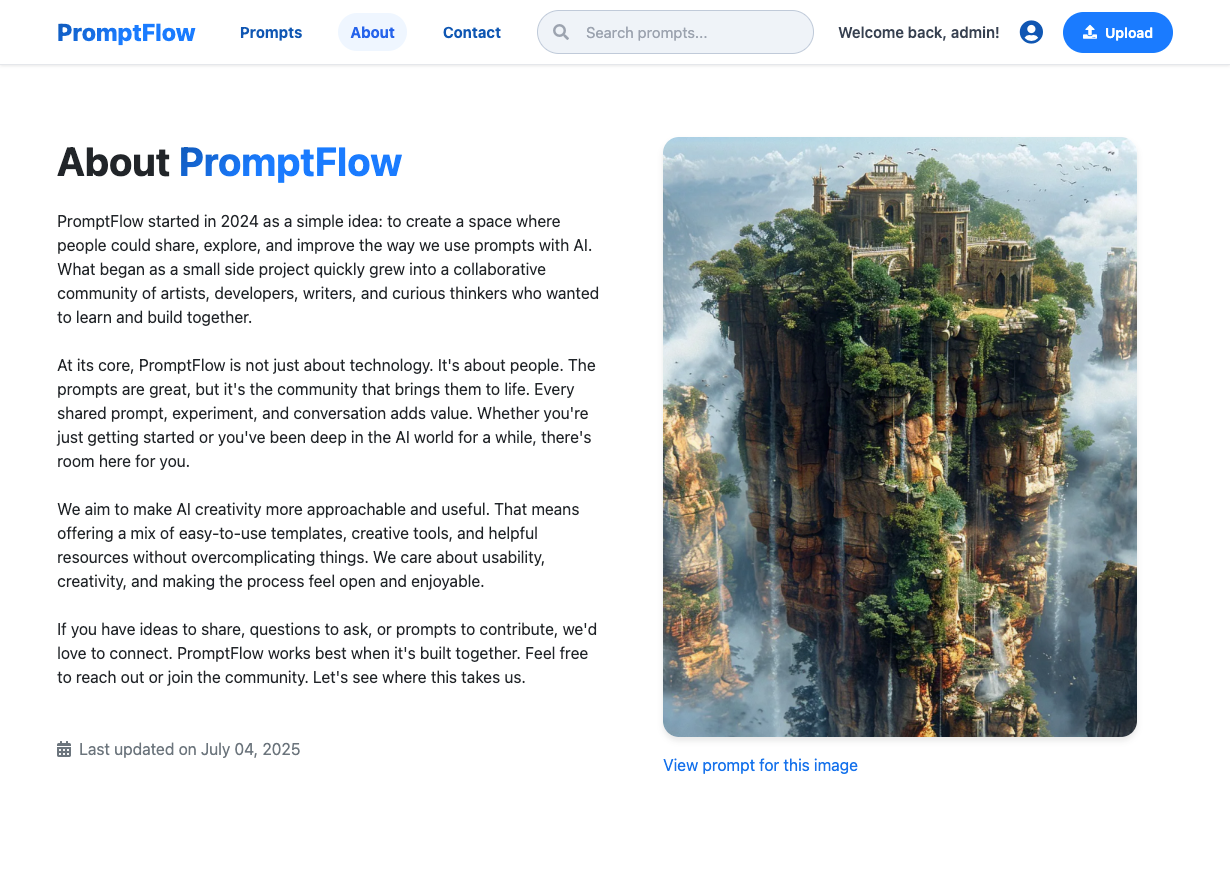 PromptFlow
Prompts
About
Contact
Search prompts...
Welcome back, admin!
Upload
About PromptFlow
PromptFlow started in 2024 as a simple idea: to create a space where
people could share, explore, and improve the way we use prompts with AI.
What began as a small side project quickly grew into a collaborative
community of artists, developers, writers, and curious thinkers who wanted
to learn and build together.
At its core, PromptFlow is not just about technology. It's about people. The
prompts are great, but it's the community that brings them to life. Every
shared prompt, experiment, and conversation adds value. Whether you're
just getting started or you've been deep in the AI world for a while, there's
room here for you.
We aim to make AI creativity more approachable and useful. That means
offering a mix of easy-to-use templates, creative tools, and helpful
resources without overcomplicating things. We care about usability,
creativity, and making the process feel open and enjoyable.
If you have ideas to share, questions to ask, or prompts to contribute, we'd
love to connect. PromptFlow works best when it's built together. Feel free
to reach out or join the community. Let's see where this takes us.
Last updated on July 04, 2025
View prompt for this image